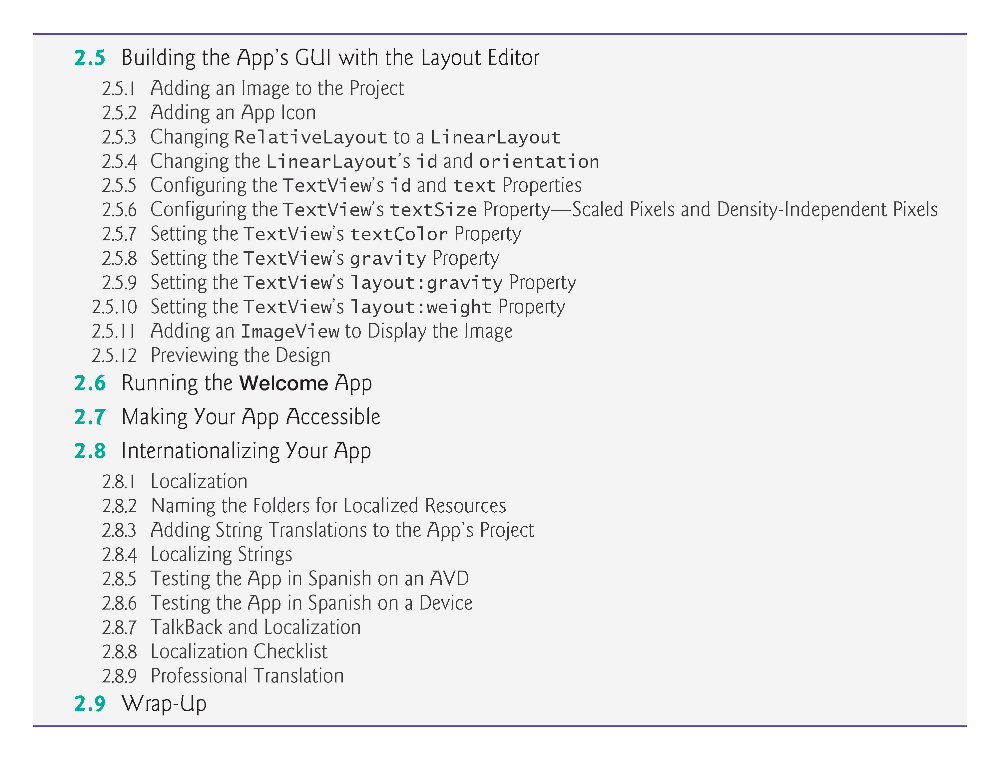 2.5 Building the App’s GUI with the Layout Editor
2.5.1 Adding an Image to the Project
2.5.2 Adding an App Icon
2.5.3 Changing RelativeLayout to a LinearLayout
2.5.4 Changing the LinearLayout’s id and orientation
2.5.5 Configuring the TextView’s id and text Properties
2.5.6 Configuring the TextView’s textSize Property—Scaled Pixels and Density-Independent Pixels
2.5.7 Setting the TextView’s textColor Property
2.5.8 Setting the TextView’s gravity Property
2.5.9 Setting the TextView’s layout:gravity Property
2.5.10 Setting the TextView’s layout:weight Property
2.5.11 Adding an ImageView to Display the Image
2.5.12 Previewing the Design
2.6 Running the Welcome App
2.7 Making Your App Accessible
2.8 Internationalizing Your App
2.8.1 Localization
2.8.2 Naming the Folders for Localized Resources
2.8.3 Adding String Translations to the App’s Project
2.8.4 Localizing Strings
2.8.5 Testing the App in Spanish on an AVD
2.8.6 Testing the App in Spanish on a Device
2.8.7 TalkBack and Localization
2.8.8 Localization Checklist
2.8.9 Professional Translation
2.9 Wrap-Up